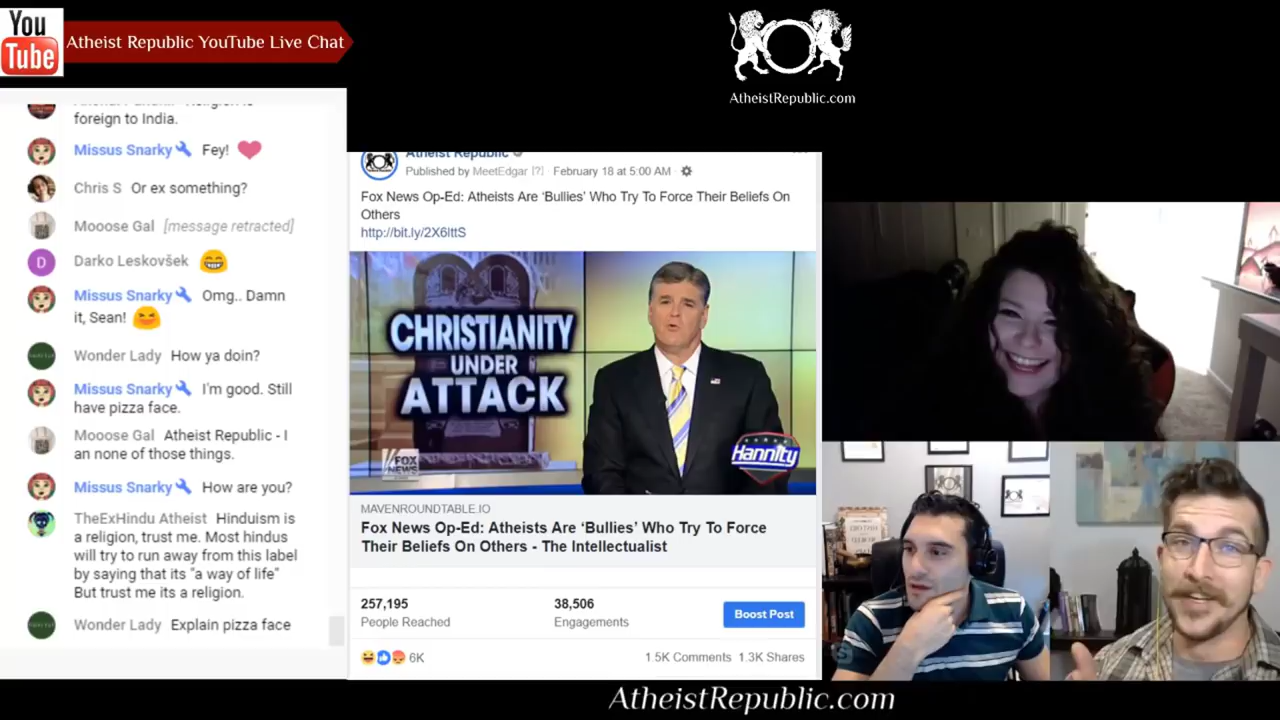 You
Tube
Atheist Republic YouTube Live Chat
AtheistRepublic.com
foreign to India.
Missus Snarky Fey!
Chris S Or ex something?
Mooose Gal [message retracted]
D
Darko Leskovšek
Missus Snarky Omg.. Damn
it, Sean!
Wonder Lady How ya doin?
Missus Snarky I'm good. Still
have pizza face.
Mooose Gal Atheist Republic - I
an none of those things.
Missus Snarky How are you?
TheExHindu Atheist Hinduism is
a religion, trust me. Most hindus
will try to run away from this label
by saying that its "a way of life"
But trust me its a religion.
Wonder Lady Explain pizza face
Atheist Republic
Published by MeetEdgar [?] · February 18 at 5:00 AM ·
Fox News Op-Ed: Atheists Are ‘Bullies’ Who Try To Force Their Beliefs On
Others
http://bit.ly/2X6lttS
CHRISTIANITY
UNDER
ATTACK
FOX
NEWS
Hannity
MAVENROUNDTABLE.IO
Fox News Op-Ed: Atheists Are ‘Bullies’ Who Try To Force
Their Beliefs On Others - The Intellectualist
257,195
People Reached
38,506
Engagements
Boost Post
6K
1.5K Comments 1.3K Shares
AtheistRepublic.com